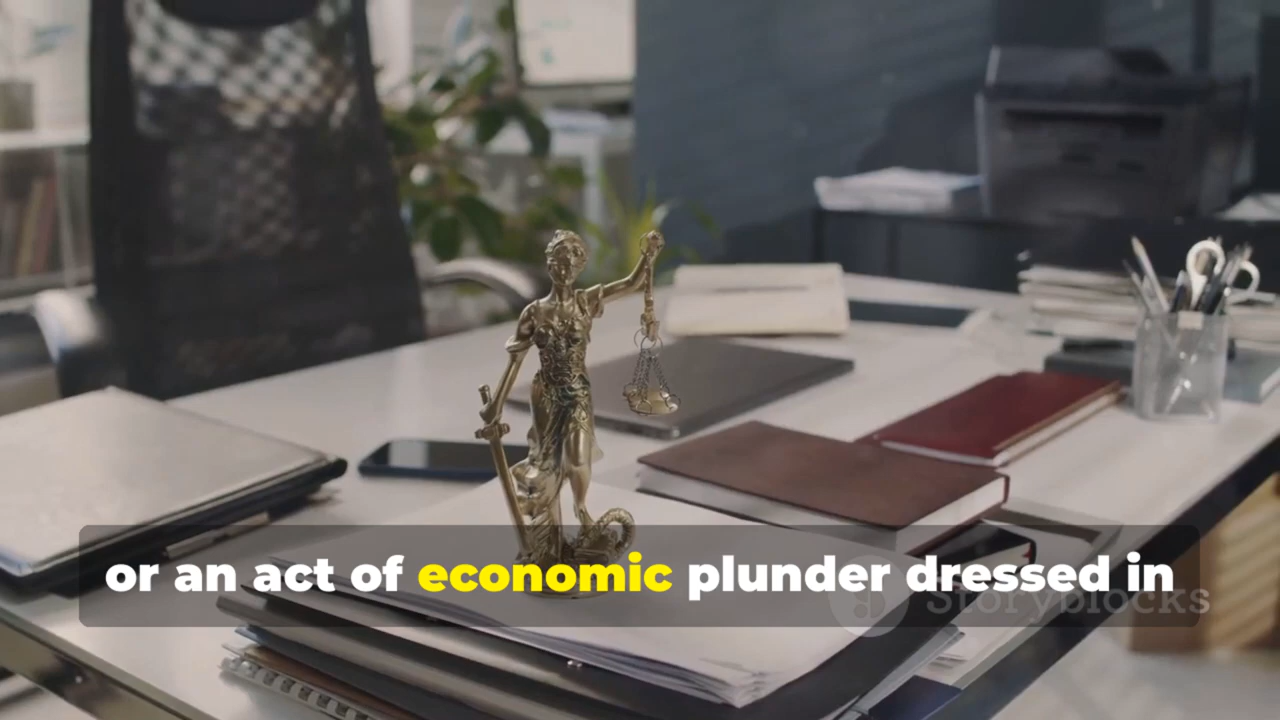 or an act of economic plunder dressed in
Storyblocks